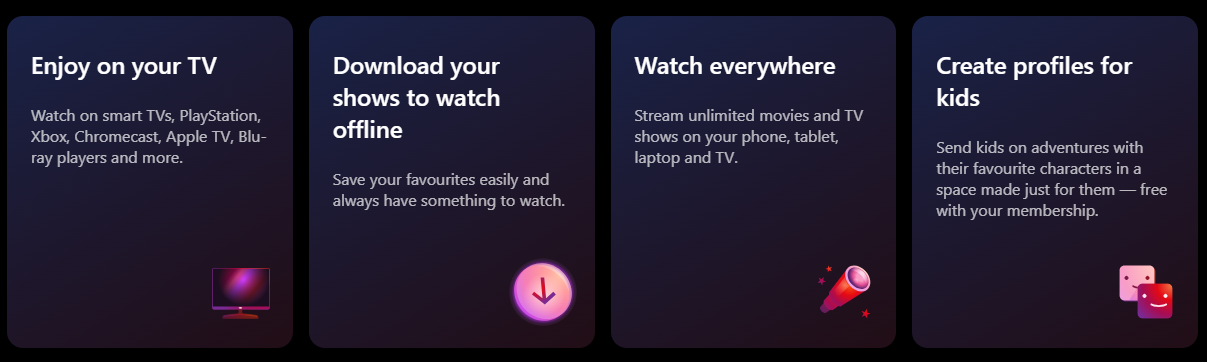 Enjoy on your TV
Watch on smart TVs, PlayStation,
Xbox, Chromecast, Apple TV, Blu-
ray players and more.
Download your
shows to watch
offline
Save your favourites easily and
always have something to watch.
Watch everywhere
Stream unlimited movies and TV
shows on your phone, tablet,
laptop and TV.
Create profiles for
kids
Send kids on adventures with
their favourite characters in a
space made just for them — free
with your membership.